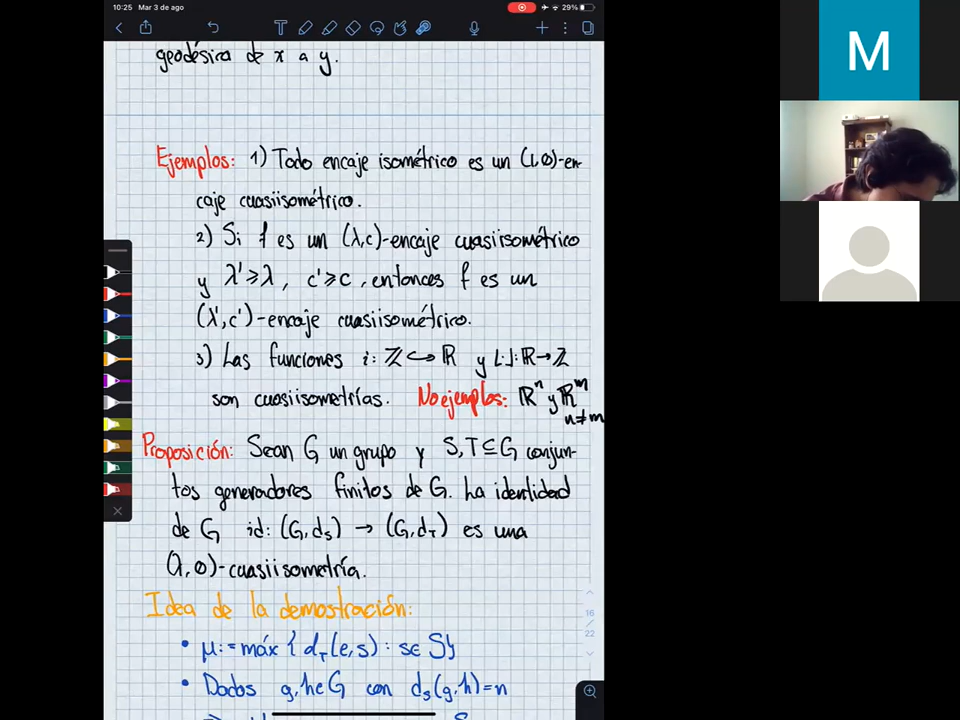 10:25 Mar 3 de ago
29%
geodésica de x a y.
Ejemplos: 1) Todo encaje isométrico es un (1,0)-en-
caje cuasiisométrico.
2) Si f es un (λ,c)-encaje cuasiisométrico
y λ'≥λ, c'≥c, entonces f es un
(λ',c')-encaje cuasiisométrico.
3) Las funciones i: ℤ↪ℝ y ⌊·⌋:ℝ→ℤ
son cuasiisometrías. No ejemplos: ℝⁿ y ℝᵐ
n≠m
Proposición: Sean G un grupo y S,T⊆G conjun-
tos generadores finitos de G. La identidad
de G id: (G,d_S) → (G,d_T) es una
(λ,0)-cuasiisometría.
Idea de la demostración:
• μ:=máx{d_T(e,s) : s∈S}
• Dados g,h∈G con d_S(g,h)=n
16
/
22
M